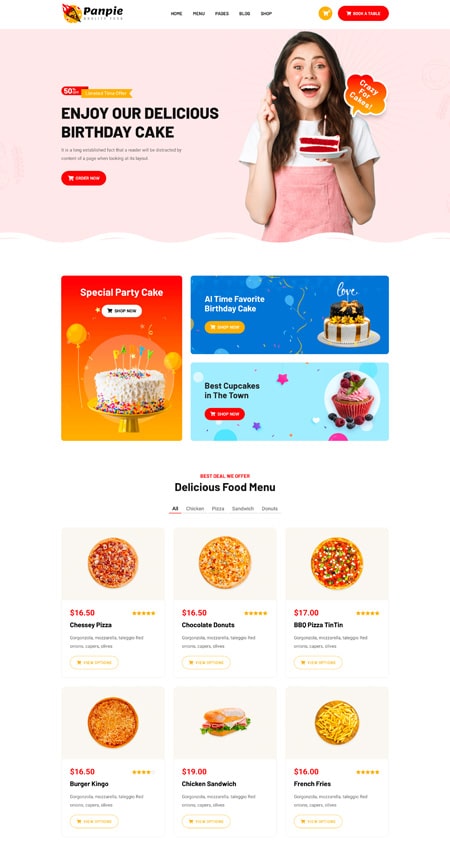 Panpie
QUALITY FOOD
HOME MENU PAGES BLOG SHOP
BOOK A TABLE
50%
Limited Time Offer
ENJOY OUR DELICIOUS
BIRTHDAY CAKE
It is a long established fact that a reader will be distracted by
content of a page when looking at its layout
ORDER NOW
Crazy
For
Cakes!
Special Party Cake
SHOP NOW
Al Time Favorite
Birthday Cake
SHOP NOW
love
Best Cupcakes
in The Town
SHOP NOW
BEST DEAL WE OFFER
Delicious Food Menu
All Chicken Pizza Sandwich Donuts
$16.50
Chessey Pizza
Gorgonzola, mozzarella, taleggio Red
onions, capers, olives
VIEW OPTIONS
$16.50
Chocolate Donuts
Gorgonzola, mozzarella, taleggio Red
onions, capers, olives
VIEW OPTIONS
$17.00
BBQ Pizza TinTin
Gorgonzola, mozzarella, taleggio Red
onions, capers, olives
VIEW OPTIONS
$16.50
Burger Kingo
Gorgonzola, mozzarella, taleggio Red
onions, capers, olives
VIEW OPTIONS
$19.00
Chicken Sandwich
Gorgonzola, mozzarella, taleggio Red
onions, capers, olives
VIEW OPTIONS
$16.00
French Fries
Gorgonzola, mozzarella, taleggio Red
onions, capers, olives
VIEW OPTIONS